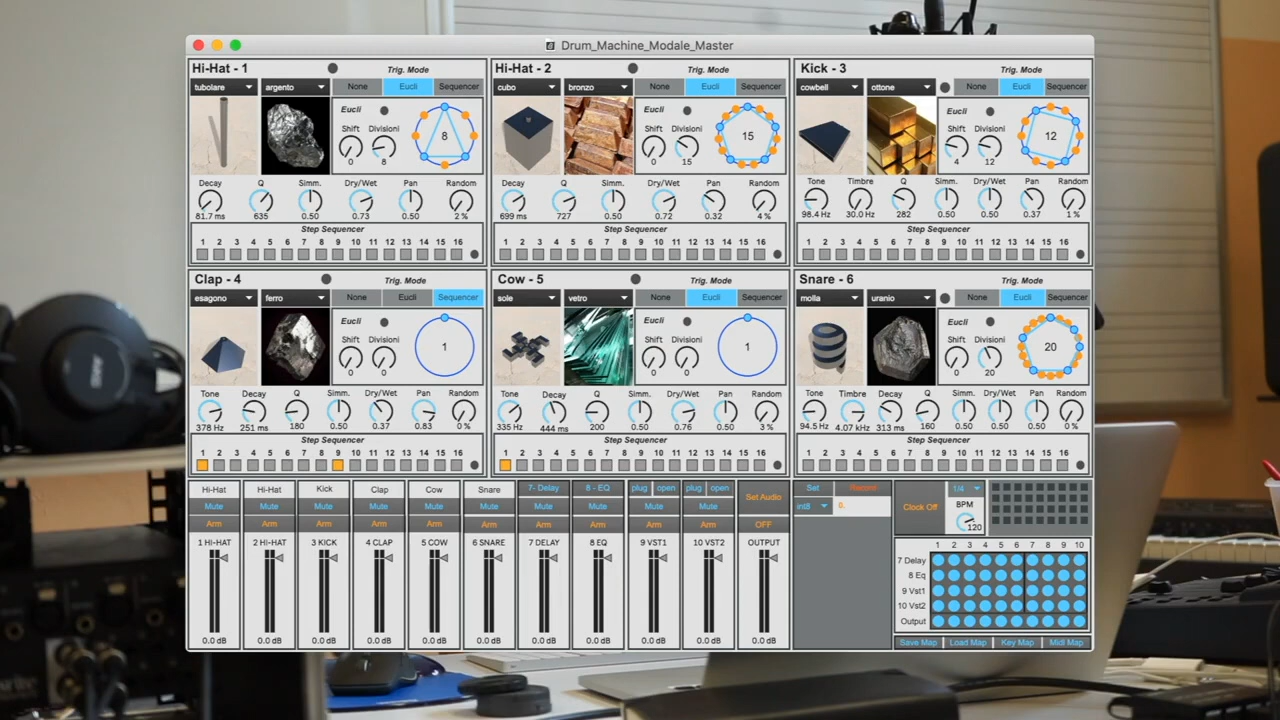 Drum_Machine_Modale_Master
Hi-Hat - 1
Trig. Mode
tubolare
argento
None
Eucli
Sequencer
Eucli
Shift
Divisioni
0
8
8
Decay
Q
Simm.
Dry/Wet
Pan
Random
81.7 ms
635
0.50
0.73
0.50
2 %
Step Sequencer
1 2 3 4 5 6 7 8 9 10 11 12 13 14 15 16
Hi-Hat - 2
Trig. Mode
cubo
bronzo
None
Eucli
Sequencer
Eucli
Shift
Divisioni
0
15
15
Decay
Q
Simm.
Dry/Wet
Pan
Random
699 ms
727
0.50
0.72
0.32
4 %
Step Sequencer
1 2 3 4 5 6 7 8 9 10 11 12 13 14 15 16
Kick - 3
Trig. Mode
cowbell
ottone
None
Eucli
Sequencer
Eucli
Shift
Divisioni
4
12
12
Tone
Timbre
Q
Simm.
Dry/Wet
Pan
Random
98.4 Hz
30.0 Hz
282
0.50
0.50
0.37
1 %
Step Sequencer
1 2 3 4 5 6 7 8 9 10 11 12 13 14 15 16
Clap - 4
Trig. Mode
esagono
ferro
None
Eucli
Sequencer
Eucli
Shift
Divisioni
0
0
1
Tone
Decay
Q
Simm.
Dry/Wet
Pan
Random
378 Hz
251 ms
180
0.50
0.37
0.83
0 %
Step Sequencer
1 2 3 4 5 6 7 8 9 10 11 12 13 14 15 16
Cow - 5
Trig. Mode
sole
vetro
None
Eucli
Sequencer
Eucli
Shift
Divisioni
0
0
1
Tone
Decay
Q
Simm.
Dry/Wet
Pan
Random
335 Hz
444 ms
200
0.50
0.76
0.50
3 %
Step Sequencer
1 2 3 4 5 6 7 8 9 10 11 12 13 14 15 16
Snare - 6
Trig. Mode
molla
uranio
None
Eucli
Sequencer
Eucli
Shift
Divisioni
0
20
20
Tone
Timbre
Decay
Q
Simm.
Dry/Wet
Pan
Random
94.5 Hz
4.07 kHz
313 ms
160
0.50
0.50
0.50
0 %
Step Sequencer
1 2 3 4 5 6 7 8 9 10 11 12 13 14 15 16
Hi-Hat
Hi-Hat
Kick
Clap
Cow
Snare
7- Delay
8 - EQ
plug
open
plug
open
Set Audio
Mute Mute Mute Mute Mute Mute Mute Mute Mute Mute
Arm Arm Arm Arm Arm Arm Arm Arm Arm Arm
OFF
1 HI-HAT
2 HI-HAT
3 KICK
4 CLAP
5 COW
6 SNARE
7 DELAY
8 EQ
9 VST1
10 VST2
OUTPUT
0.0 dB 0.0 dB 0.0 dB 0.0 dB 0.0 dB 0.0 dB 0.0 dB 0.0 dB 0.0 dB 0.0 dB 0.0 dB
Set
Record
int8
0.
Clock Off
1/4
BPM
120
1 2 3 4 5 6 7 8 9 10
7 Delay
8 Eq
9 Vst1
10 Vst2
Output
Save Map
Load Map
Key Map
Midi Map